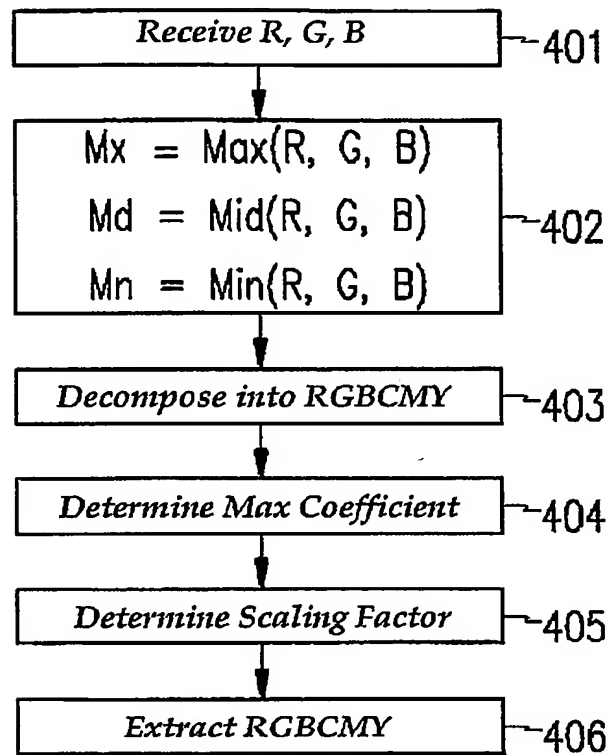 Receive R, G, B
401
Mx = Max(R, G, B)
Md = Mid(R, G, B)
402
Mn = Min(R, G, B)
Decompose into RGBCMY
403
Determine Max Coefficient
404
Determine Scaling Factor
405
Extract RGBCMY
406